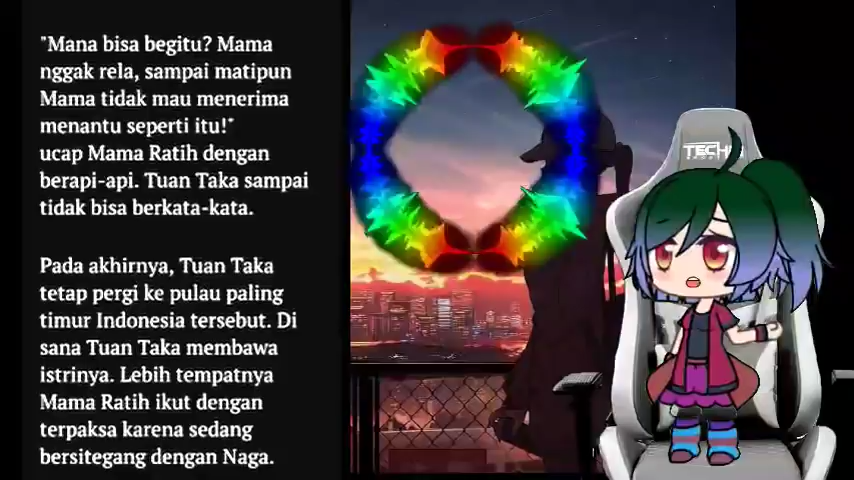 "Mana bisa begitu? Mama
nggak rela, sampai matipun
Mama tidak mau menerima
menantu seperti itu!"
ucap Mama Ratih dengan
berapi-api. Tuan Taka sampai
tidak bisa berkata-kata.
Pada akhirnya, Tuan Taka
tetap pergi ke pulau paling
timur Indonesia tersebut. Di
sana Tuan Taka membawa
istrinya. Lebih tempatnya
Mama Ratih ikut dengan
terpaksa karena sedang
bersitegang dengan Naga.